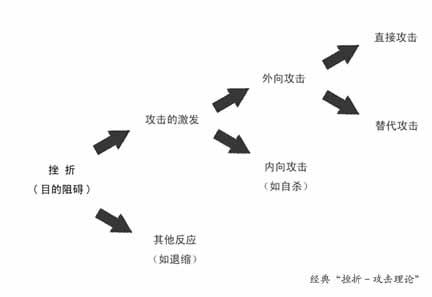 直接攻击
外向攻击
替代攻击
攻击的激发
挫 折
（目的阻碍）
内向攻击
（如自杀）
其他反应
（如退缩）
经典“挫折－攻击理论”